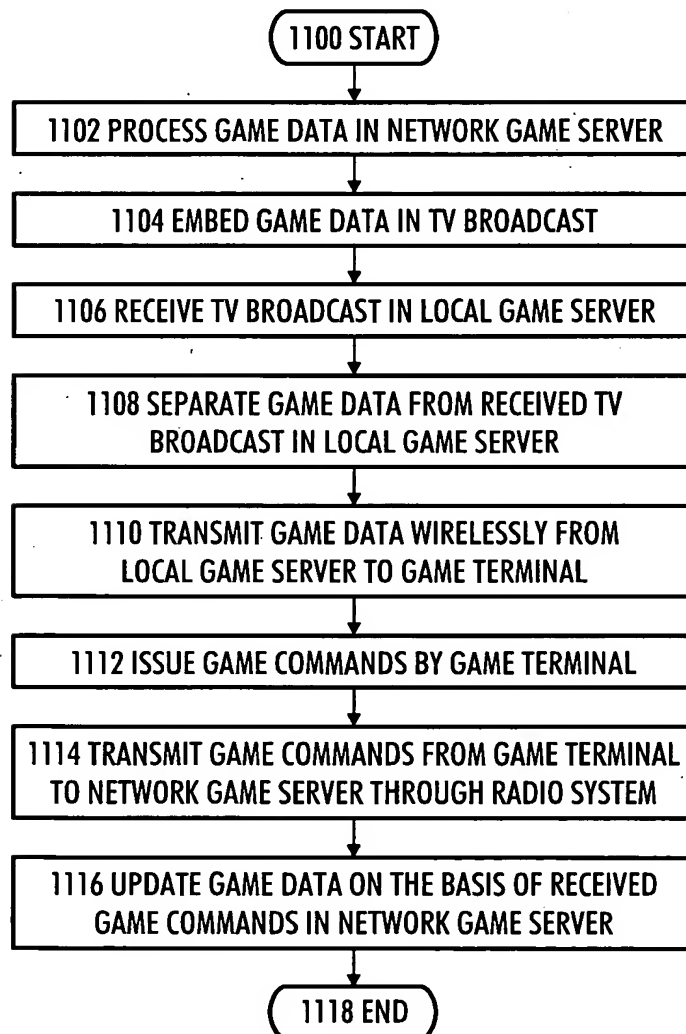 1100 START
1102 PROCESS GAME DATA IN NETWORK GAME SERVER
1104 EMBED GAME DATA IN TV BROADCAST
1106 RECEIVE TV BROADCAST IN LOCAL GAME SERVER
1108 SEPARATE GAME DATA FROM RECEIVED TV
BROADCAST IN LOCAL GAME SERVER
1110 TRANSMIT GAME DATA WIRELESSLY FROM
LOCAL GAME SERVER TO GAME TERMINAL
1112 ISSUE GAME COMMANDS BY GAME TERMINAL
1114 TRANSMIT GAME COMMANDS FROM GAME TERMINAL
TO NETWORK GAME SERVER THROUGH RADIO SYSTEM
1116 UPDATE GAME DATA ON THE BASIS OF RECEIVED
GAME COMMANDS IN NETWORK GAME SERVER
1118 END